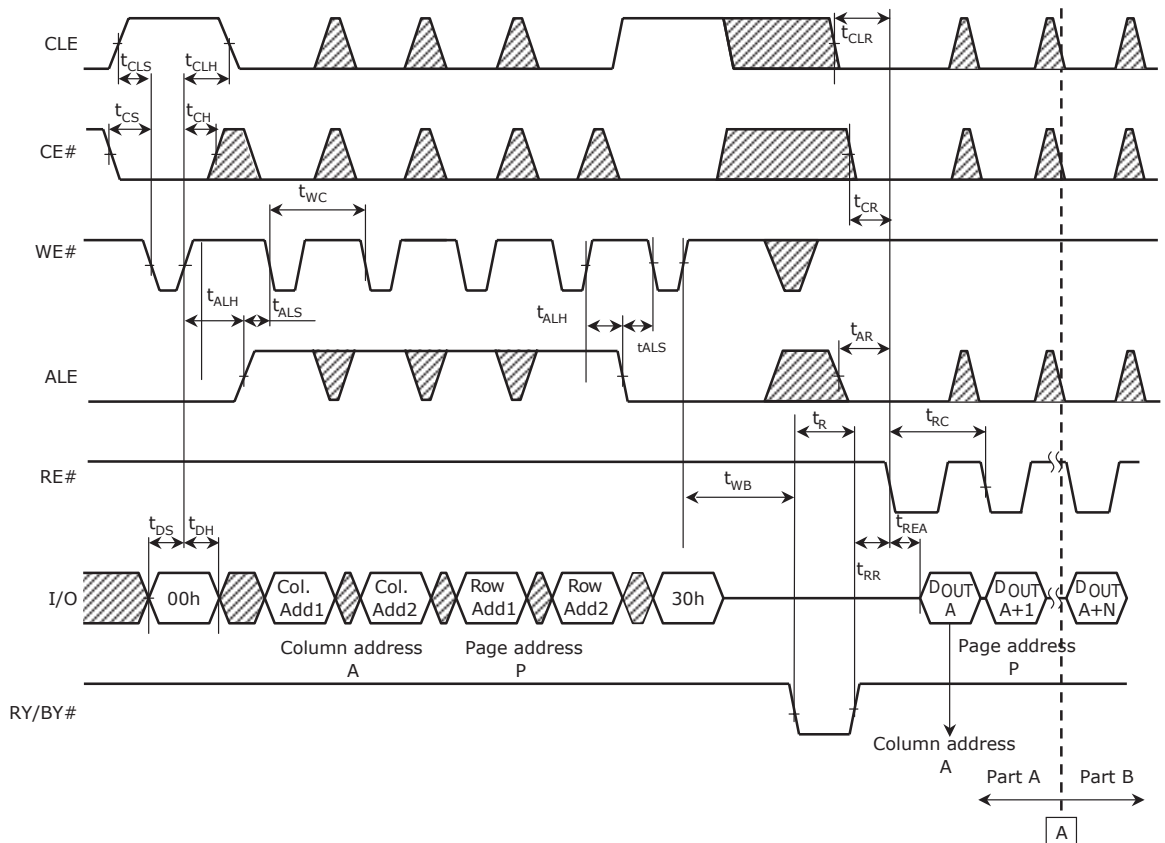 CLE
tCLS
tCLH
tCLR
CE#
tCS
tCH
tCR
WE#
tWC
tALH
tALS
tALH
tALS
tAR
ALE
tR
tRC
RE#
tWB
tDS
tDH
tREA
tRR
I/O
00h
Col. Add1
Col. Add2
Row Add1
Row Add2
30h
DOUT A
DOUT A+1
DOUT A+N
Column address A
Page address P
Page address P
RY/BY#
Column address A
Part A
Part B
A